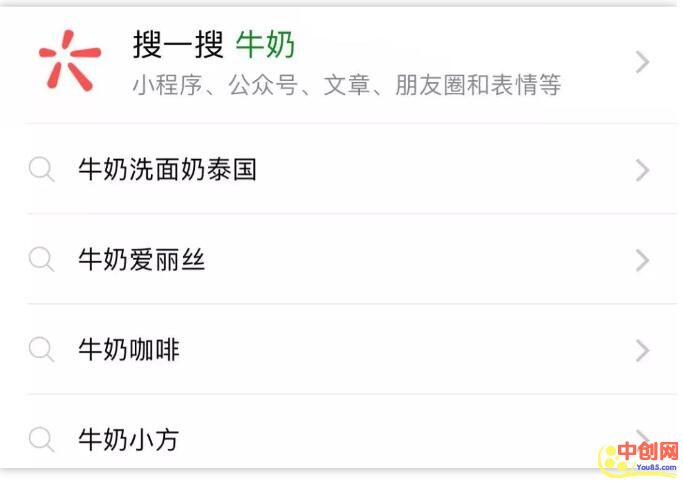 搜一搜 牛奶
小程序、公众号、文章、朋友圈和表情等
牛奶洗面奶泰国
牛奶爱丽丝
牛奶咖啡
牛奶小方
中创网
You85.com